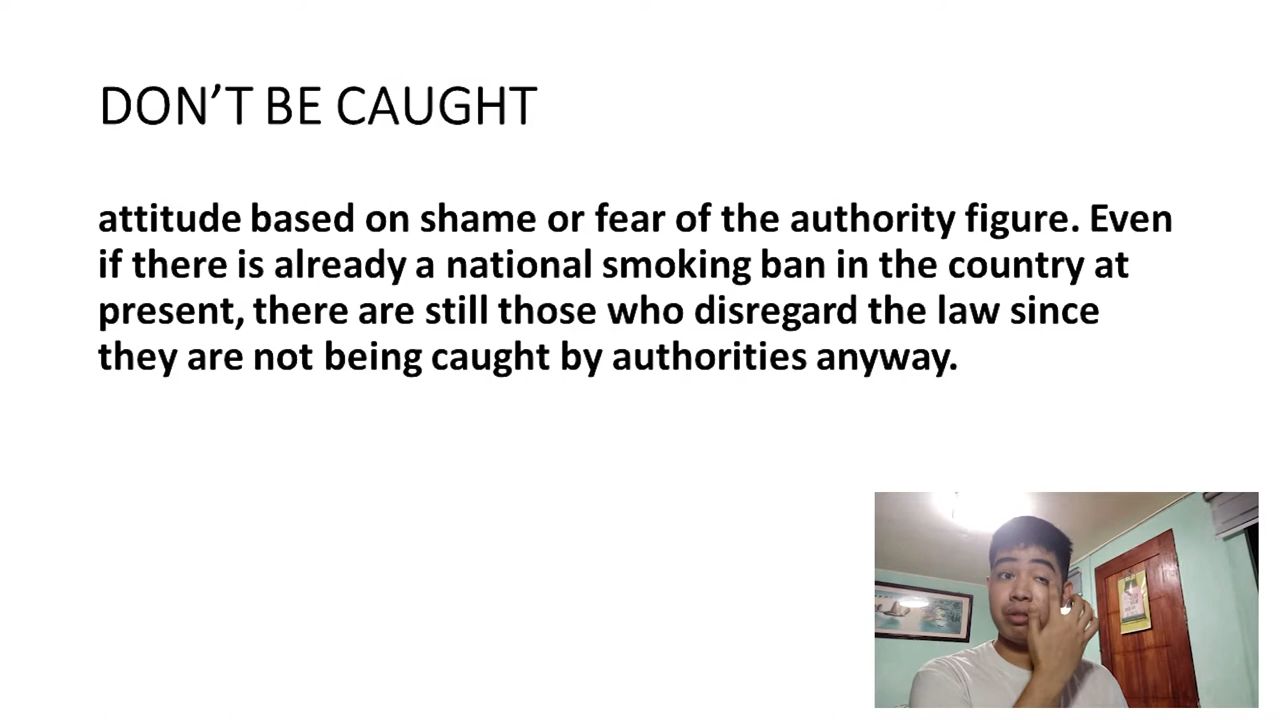 DON’T BE CAUGHT
attitude based on shame or fear of the authority figure. Even
if there is already a national smoking ban in the country at
present, there are still those who disregard the law since
they are not being caught by authorities anyway.